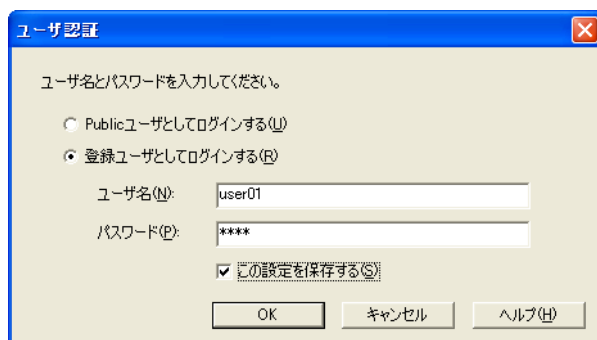 ユーザ認証
ユーザ名とパスワードを入力してください。
Publicユーザとしてログインする(U)
登録ユーザとしてログインする(R)
ユーザ名(N): user01
パスワード(P): ****
この設定を保存する(S)
OK キャンセル ヘルプ(H)